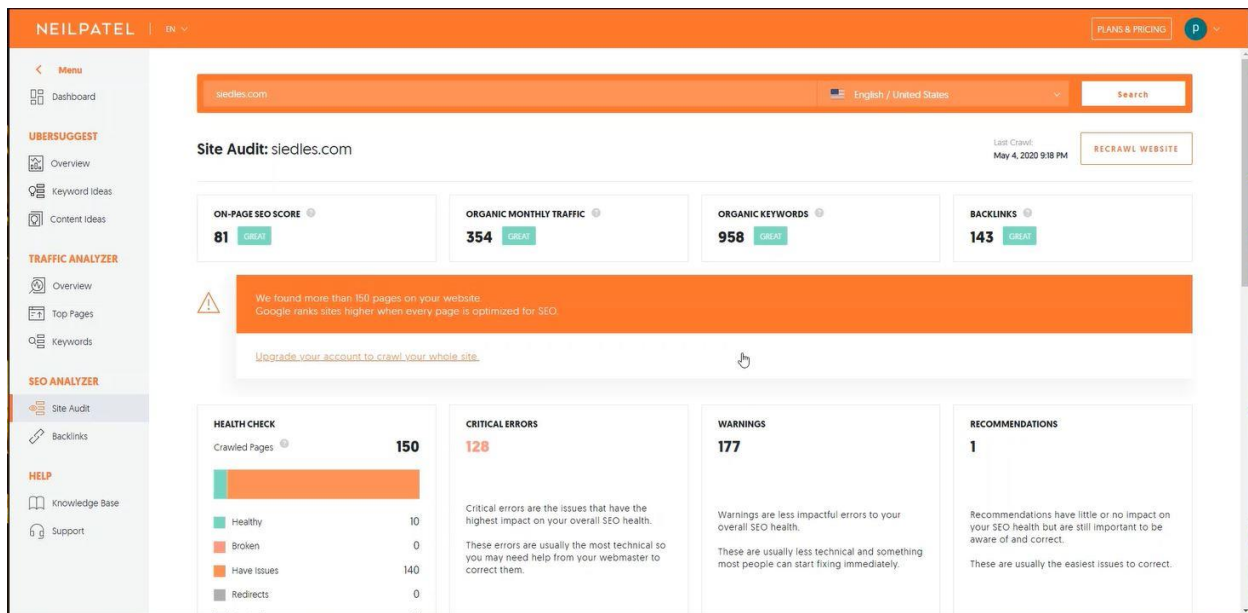 NEILPATEL EN
PLANS & PRICING p
Menu
Dashboard
UBERSUGGEST
Overview
Keyword Ideas
Content Ideas
TRAFFIC ANALYZER
Overview
Top Pages
Keywords
SEO ANALYZER
Site Audit
Backlinks
HELP
Knowledge Base
Support
siedles.com English / United States Search
Site Audit: siedles.com
Last Crawl:
May 4, 2020 9:18 PM
RECRAWL WEBSITE
ON-PAGE SEO SCORE ?
81 GREAT
ORGANIC MONTHLY TRAFFIC ?
354 GREAT
ORGANIC KEYWORDS ?
958 GREAT
BACKLINKS ?
143 GREAT
We found more than 150 pages on your website.
Google ranks sites higher when every page is optimized for SEO.
Upgrade your account to crawl your whole site.
HEALTH CHECK
Crawled Pages ? 150
Healthy 10
Broken 0
Have Issues 140
Redirects 0
CRITICAL ERRORS
128
Critical errors are the issues that have the
highest impact on your overall SEO health.
These errors are usually the most technical so
you may need help from your webmaster to
correct them.
WARNINGS
177
Warnings are less impactful errors to your
overall SEO health.
These are usually less technical and something
most people can start fixing immediately.
RECOMMENDATIONS
1
Recommendations have little or no impact on
your SEO health but are still important to be
aware of and correct.
These are usually the easiest issues to correct.